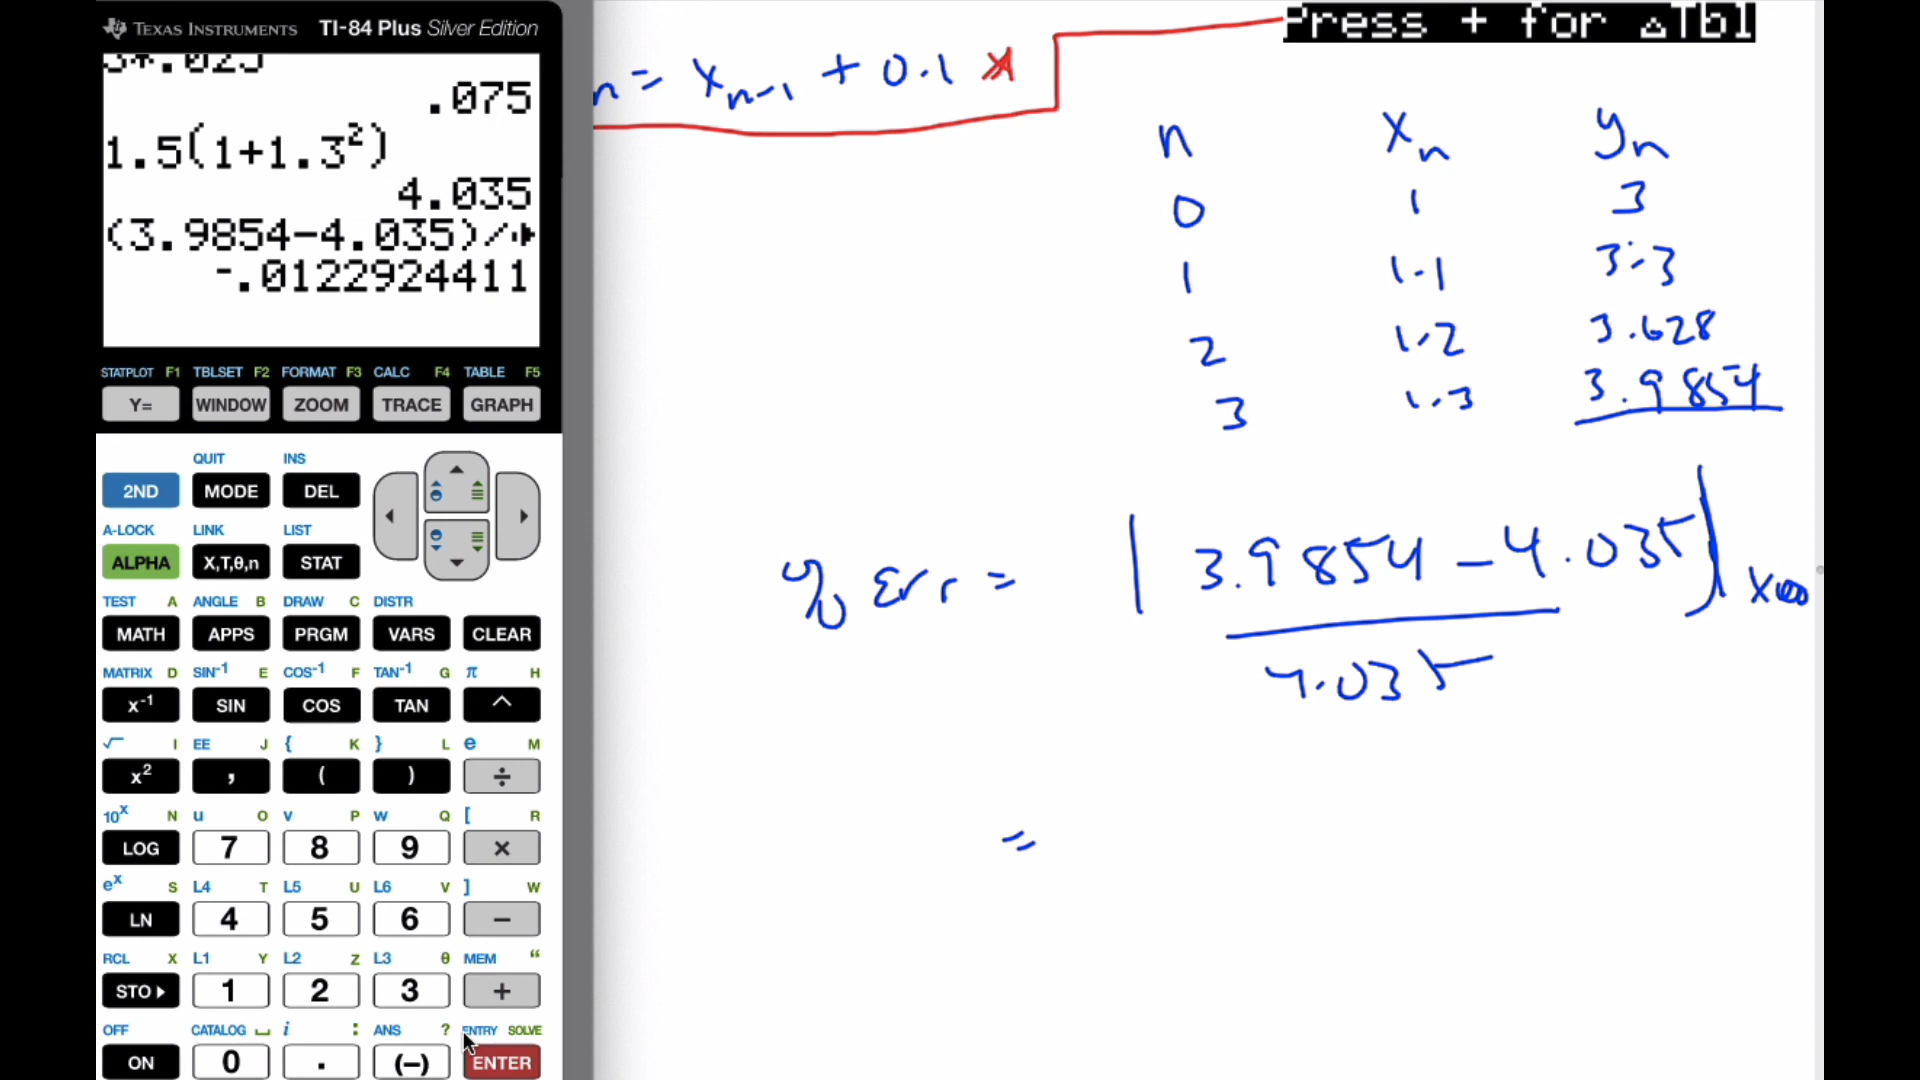 TEXAS INSTRUMENTS TI-84 Plus Silver Edition
3*.025
.075
1.5(1+1.3²)
4.035
(3.9854-4.035)/
-.0122924411
STATPLOT F1 TBLSET F2 FORMAT F3 CALC F4 TABLE F5
Y= WINDOW ZOOM TRACE GRAPH
QUIT INS
2ND MODE DEL
A-LOCK LINK LIST
ALPHA X,T,θ,n STAT
TEST A ANGLE B DRAW C DISTR
MATH APPS PRGM VARS CLEAR
MATRIX D SIN⁻¹ E COS⁻¹ F TAN⁻¹ G π H
x⁻¹ SIN COS TAN ^
√ I EE J { K } L e M
x² , ( ) ÷
10ˣ N u O v P w Q [ R
LOG 7 8 9 ×
eˣ S L4 T L5 U L6 V ] W
LN 4 5 6 −
RCL X L1 Y L2 Z L3 θ MEM “
STO► 1 2 3 +
OFF CATALOG ⎵ i : ANS ? ENTRY SOLVE
ON 0 . (−) ENTER
Press + for △Tbl
n = xₙ₋₁ + 0.1
n xₙ yₙ
0 1 3
1 1.1 3.3
2 1.2 3.628
3 1.3 3.9854
% Err = | 3.9854 − 4.035 | x100
4.035
=